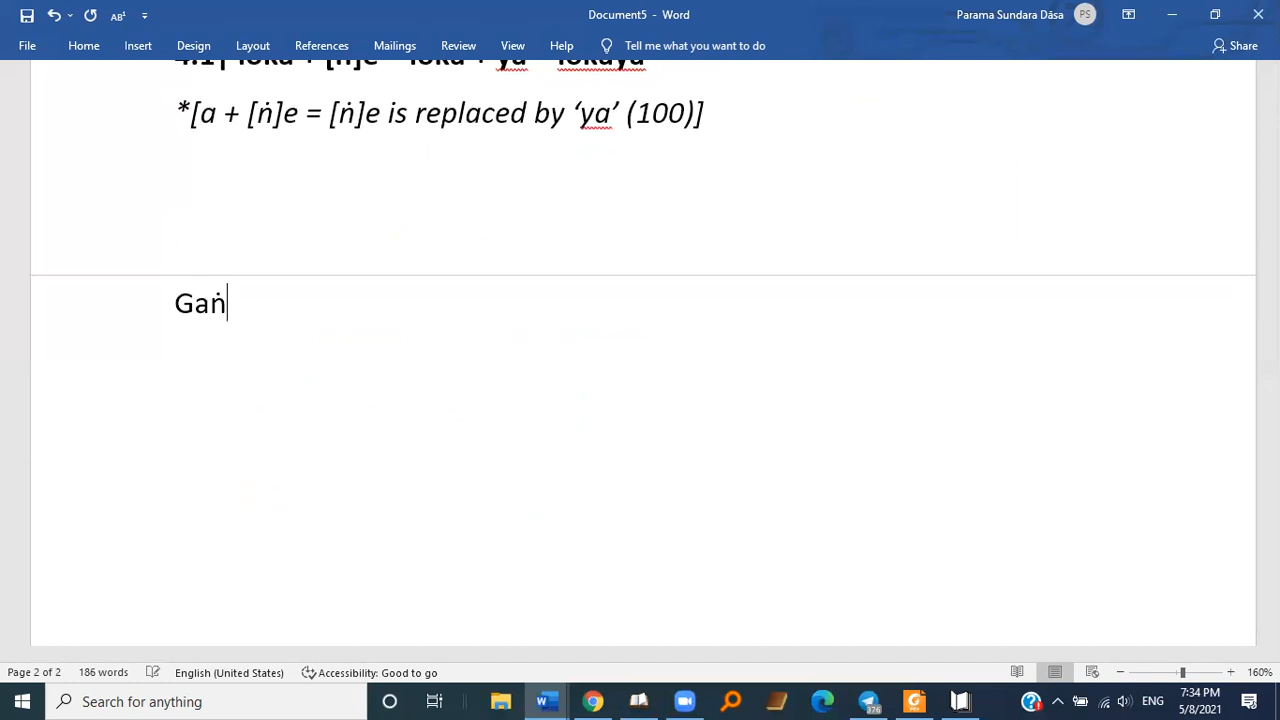 Document5 - Word
Parama Sundara Dāsa PS
File Home Insert Design Layout References Mailings Review View Help Tell me what you want to do Share
*[a + [ṅ]e = [ṅ]e is replaced by ‘ya’ (100)]
Gaṅ
Page 2 of 2 186 words English (United States) Accessibility: Good to go 160%
Search for anything 376 ENG 7:34 PM
5/8/2021